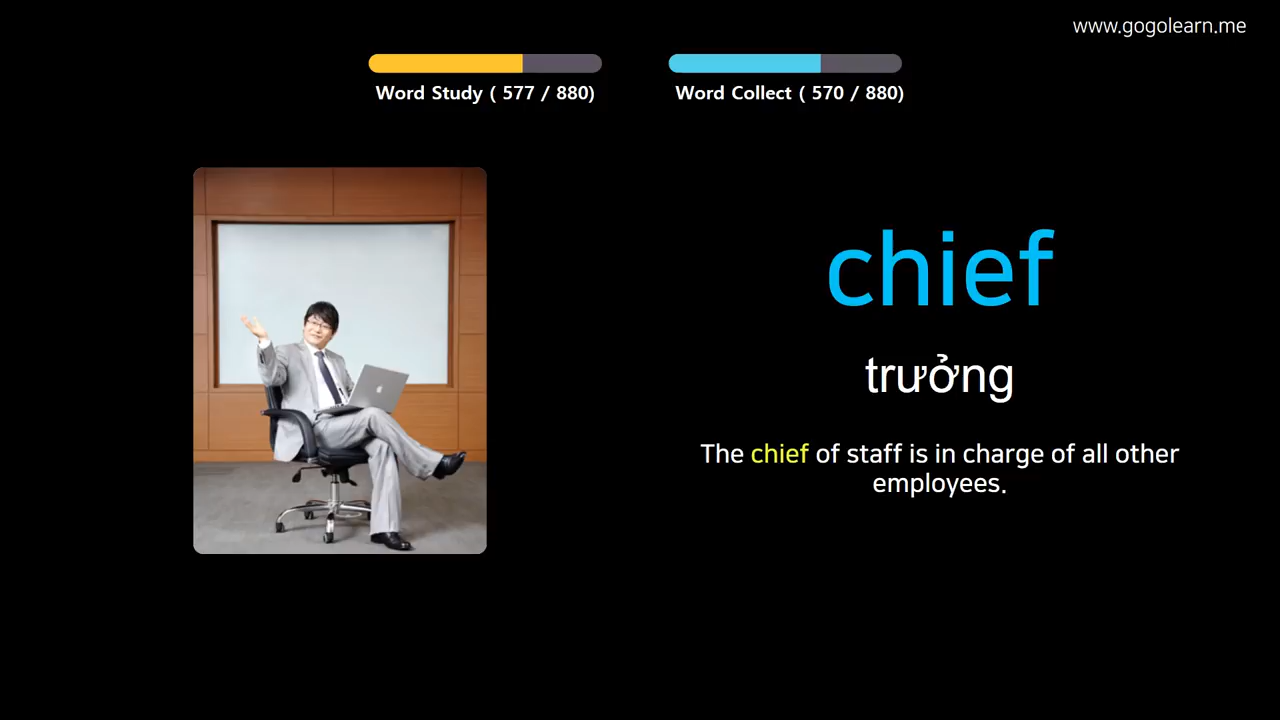 www.gogolearn.me
Word Study ( 577 / 880)
Word Collect ( 570 / 880)
chief
trưởng
The chief of staff is in charge of all other
employees.